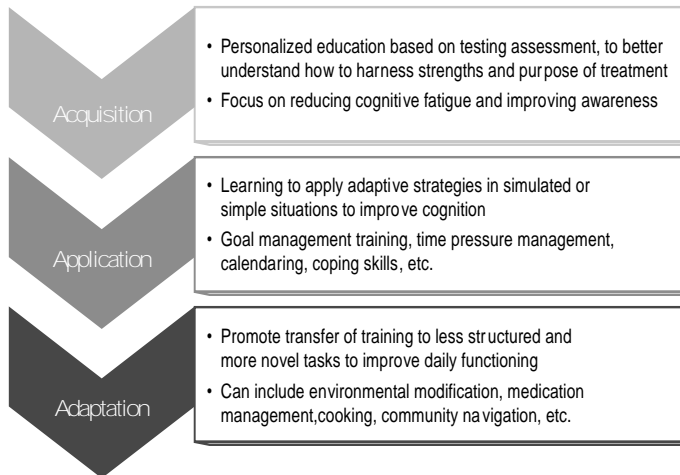 Acquisition
• Personalized education based on testing assessment, to better
understand how to harness strengths and purpose of treatment
• Focus on reducing cognitive fatigue and improving awareness
Application
• Learning to apply adaptive strategies in simulated or
simple situations to improve cognition
• Goal management training, time pressure management,
calendaring, coping skills, etc.
Adaptation
• Promote transfer of training to less structured and
more novel tasks to improve daily functioning
• Can include environmental modification, medication
management,cooking, community navigation, etc.